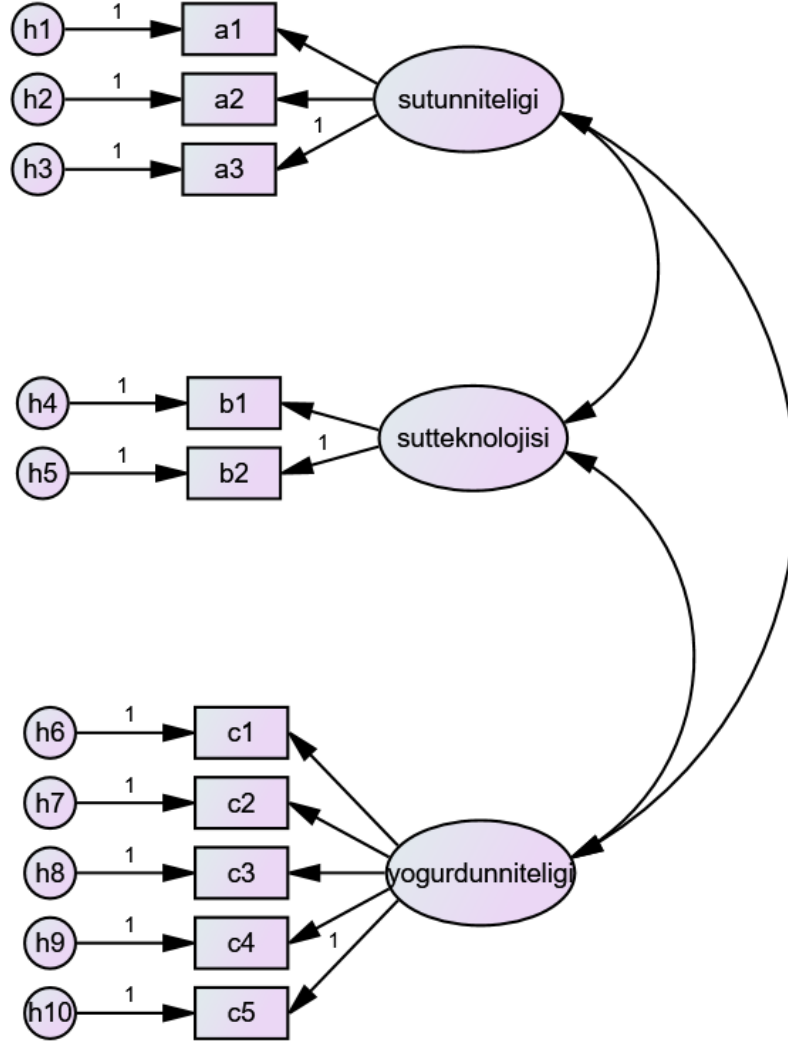 h1 1 a1
h2 1 a2 sutunniteligi
1
h3 1 a3
h4 1 b1
sutteknolojisi
1
h5 1 b2
h6 1 c1
h7 1 c2
h8 1 c3 yogurdunniteligi
h9 1 c4 1
h10 1 c5